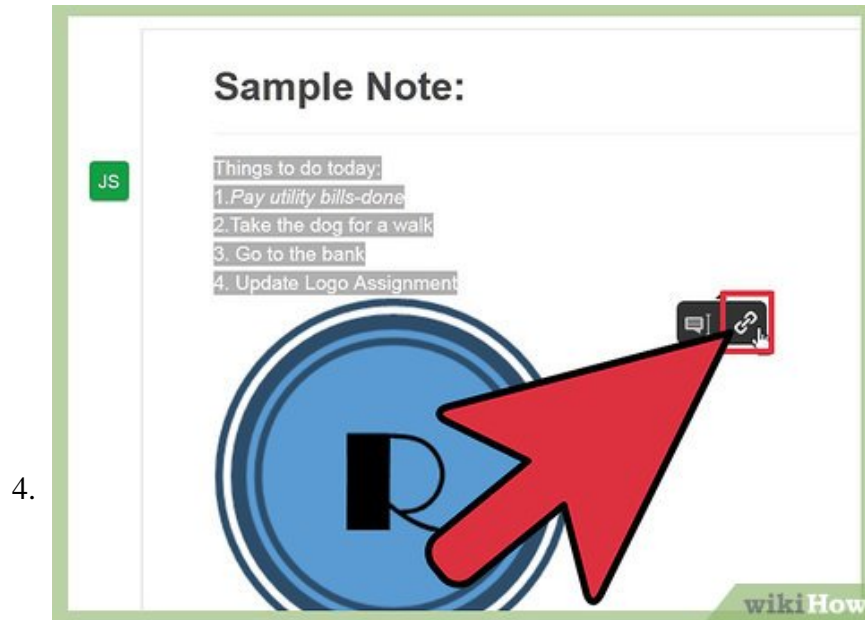 Sample Note:
JS
Things to do today:
1.Pay utility bills-done
2.Take the dog for a walk
3. Go to the bank
4. Update Logo Assignment
R
4.
wikiHow